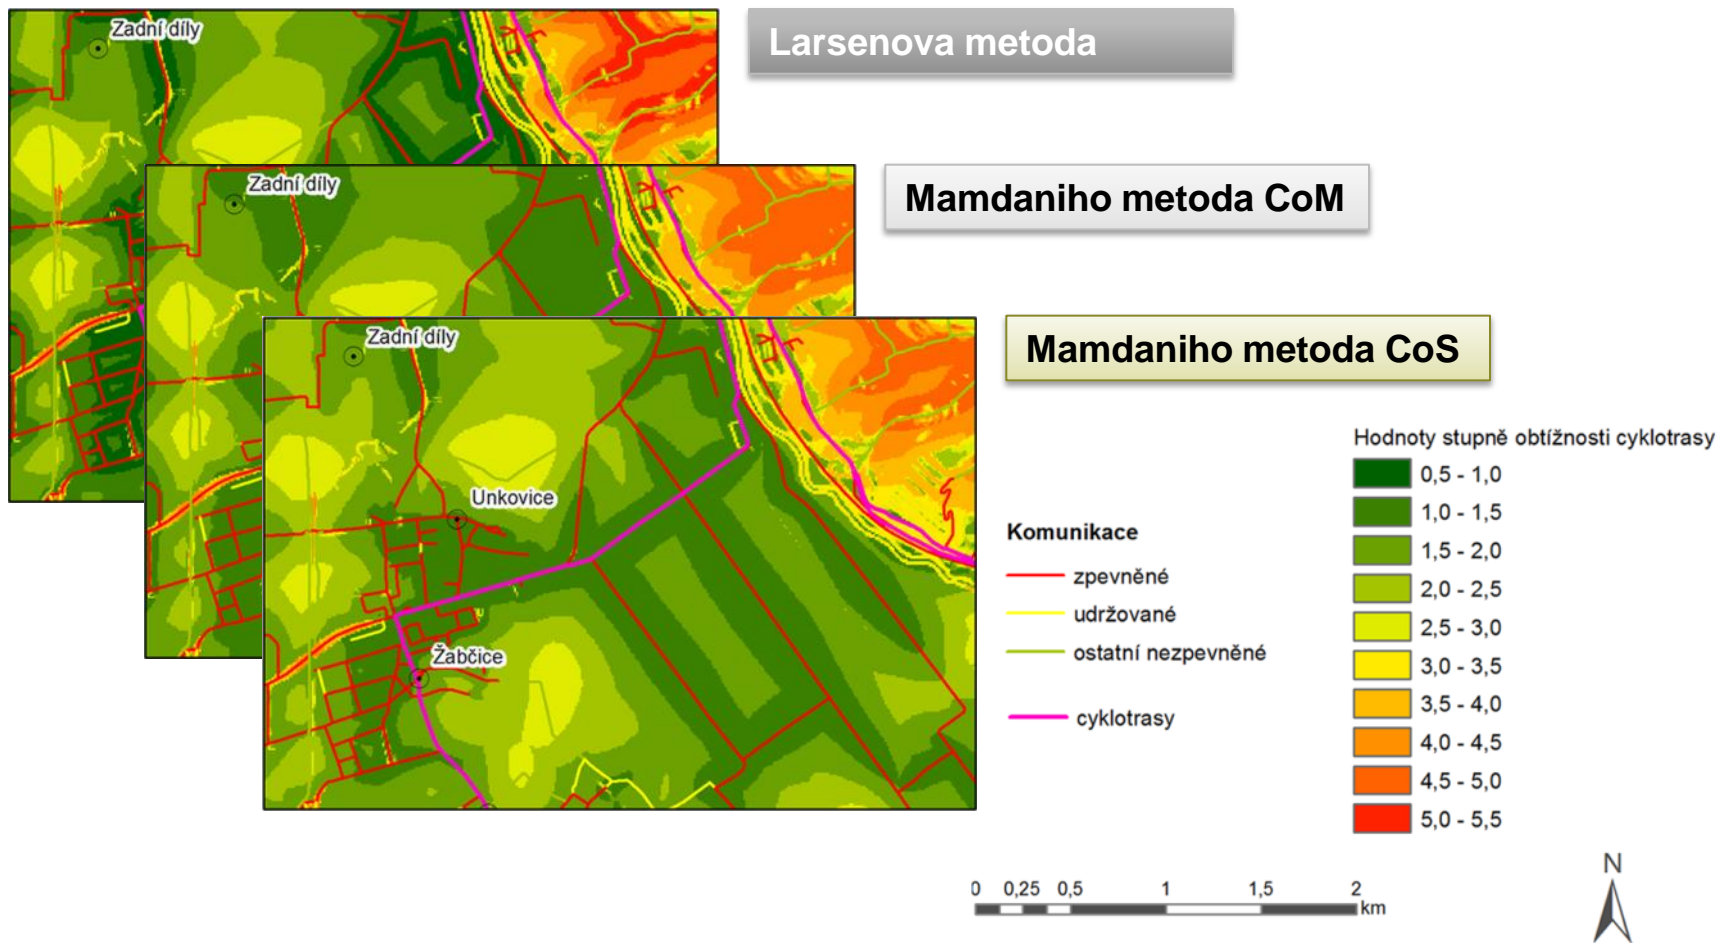 Larsenova metoda
Zadní díly
Mamdaniho metoda CoM
Zadní díly
Mamdaniho metoda CoS
Zadní díly
Unkovice
Žabčice
Komunikace
zpevněné
udržované
ostatní nezpevněné
cyklotrasy
Hodnoty stupně obtížnosti cyklotrasy
0,5 - 1,0
1,0 - 1,5
1,5 - 2,0
2,0 - 2,5
2,5 - 3,0
3,0 - 3,5
3,5 - 4,0
4,0 - 4,5
4,5 - 5,0
5,0 - 5,5
0 0,25 0,5 1 1,5 2
km
N